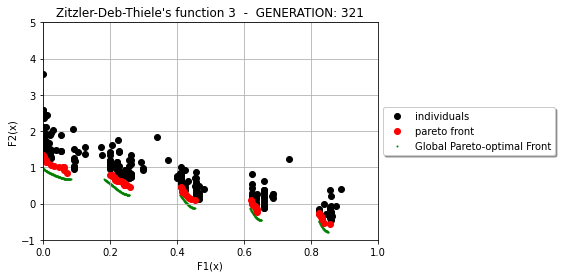 Zitzler-Deb-Thiele's function 3 - GENERATION: 321
5
4
3
2
1
0
−1
F2(x)
0.0 0.2 0.4 0.6 0.8 1.0
F1(x)
individuals
pareto front
Global Pareto-optimal Front